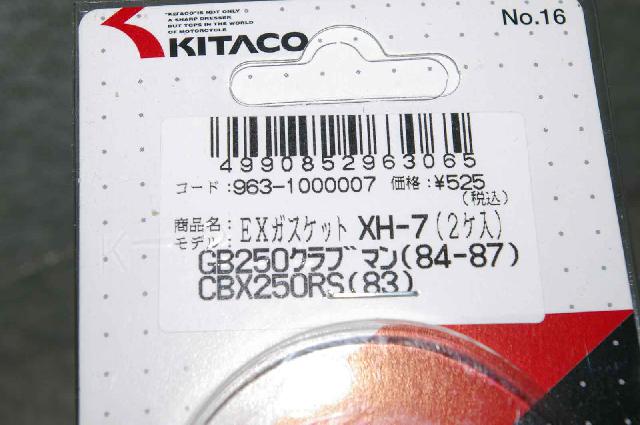 "KITACO" IS NOT ONLY
A SHARP DRESSER
BUT TOPS IN THE WORLD
OF MOTORCYCLE
KITACO
No.16
4990852963065
コード:963-1000007 価格:¥525
(税込)
商品名:EXガスケット XH-7(2ケ入)
モデル:
GB250クラブマン(84-87)
CBX250RS(83)